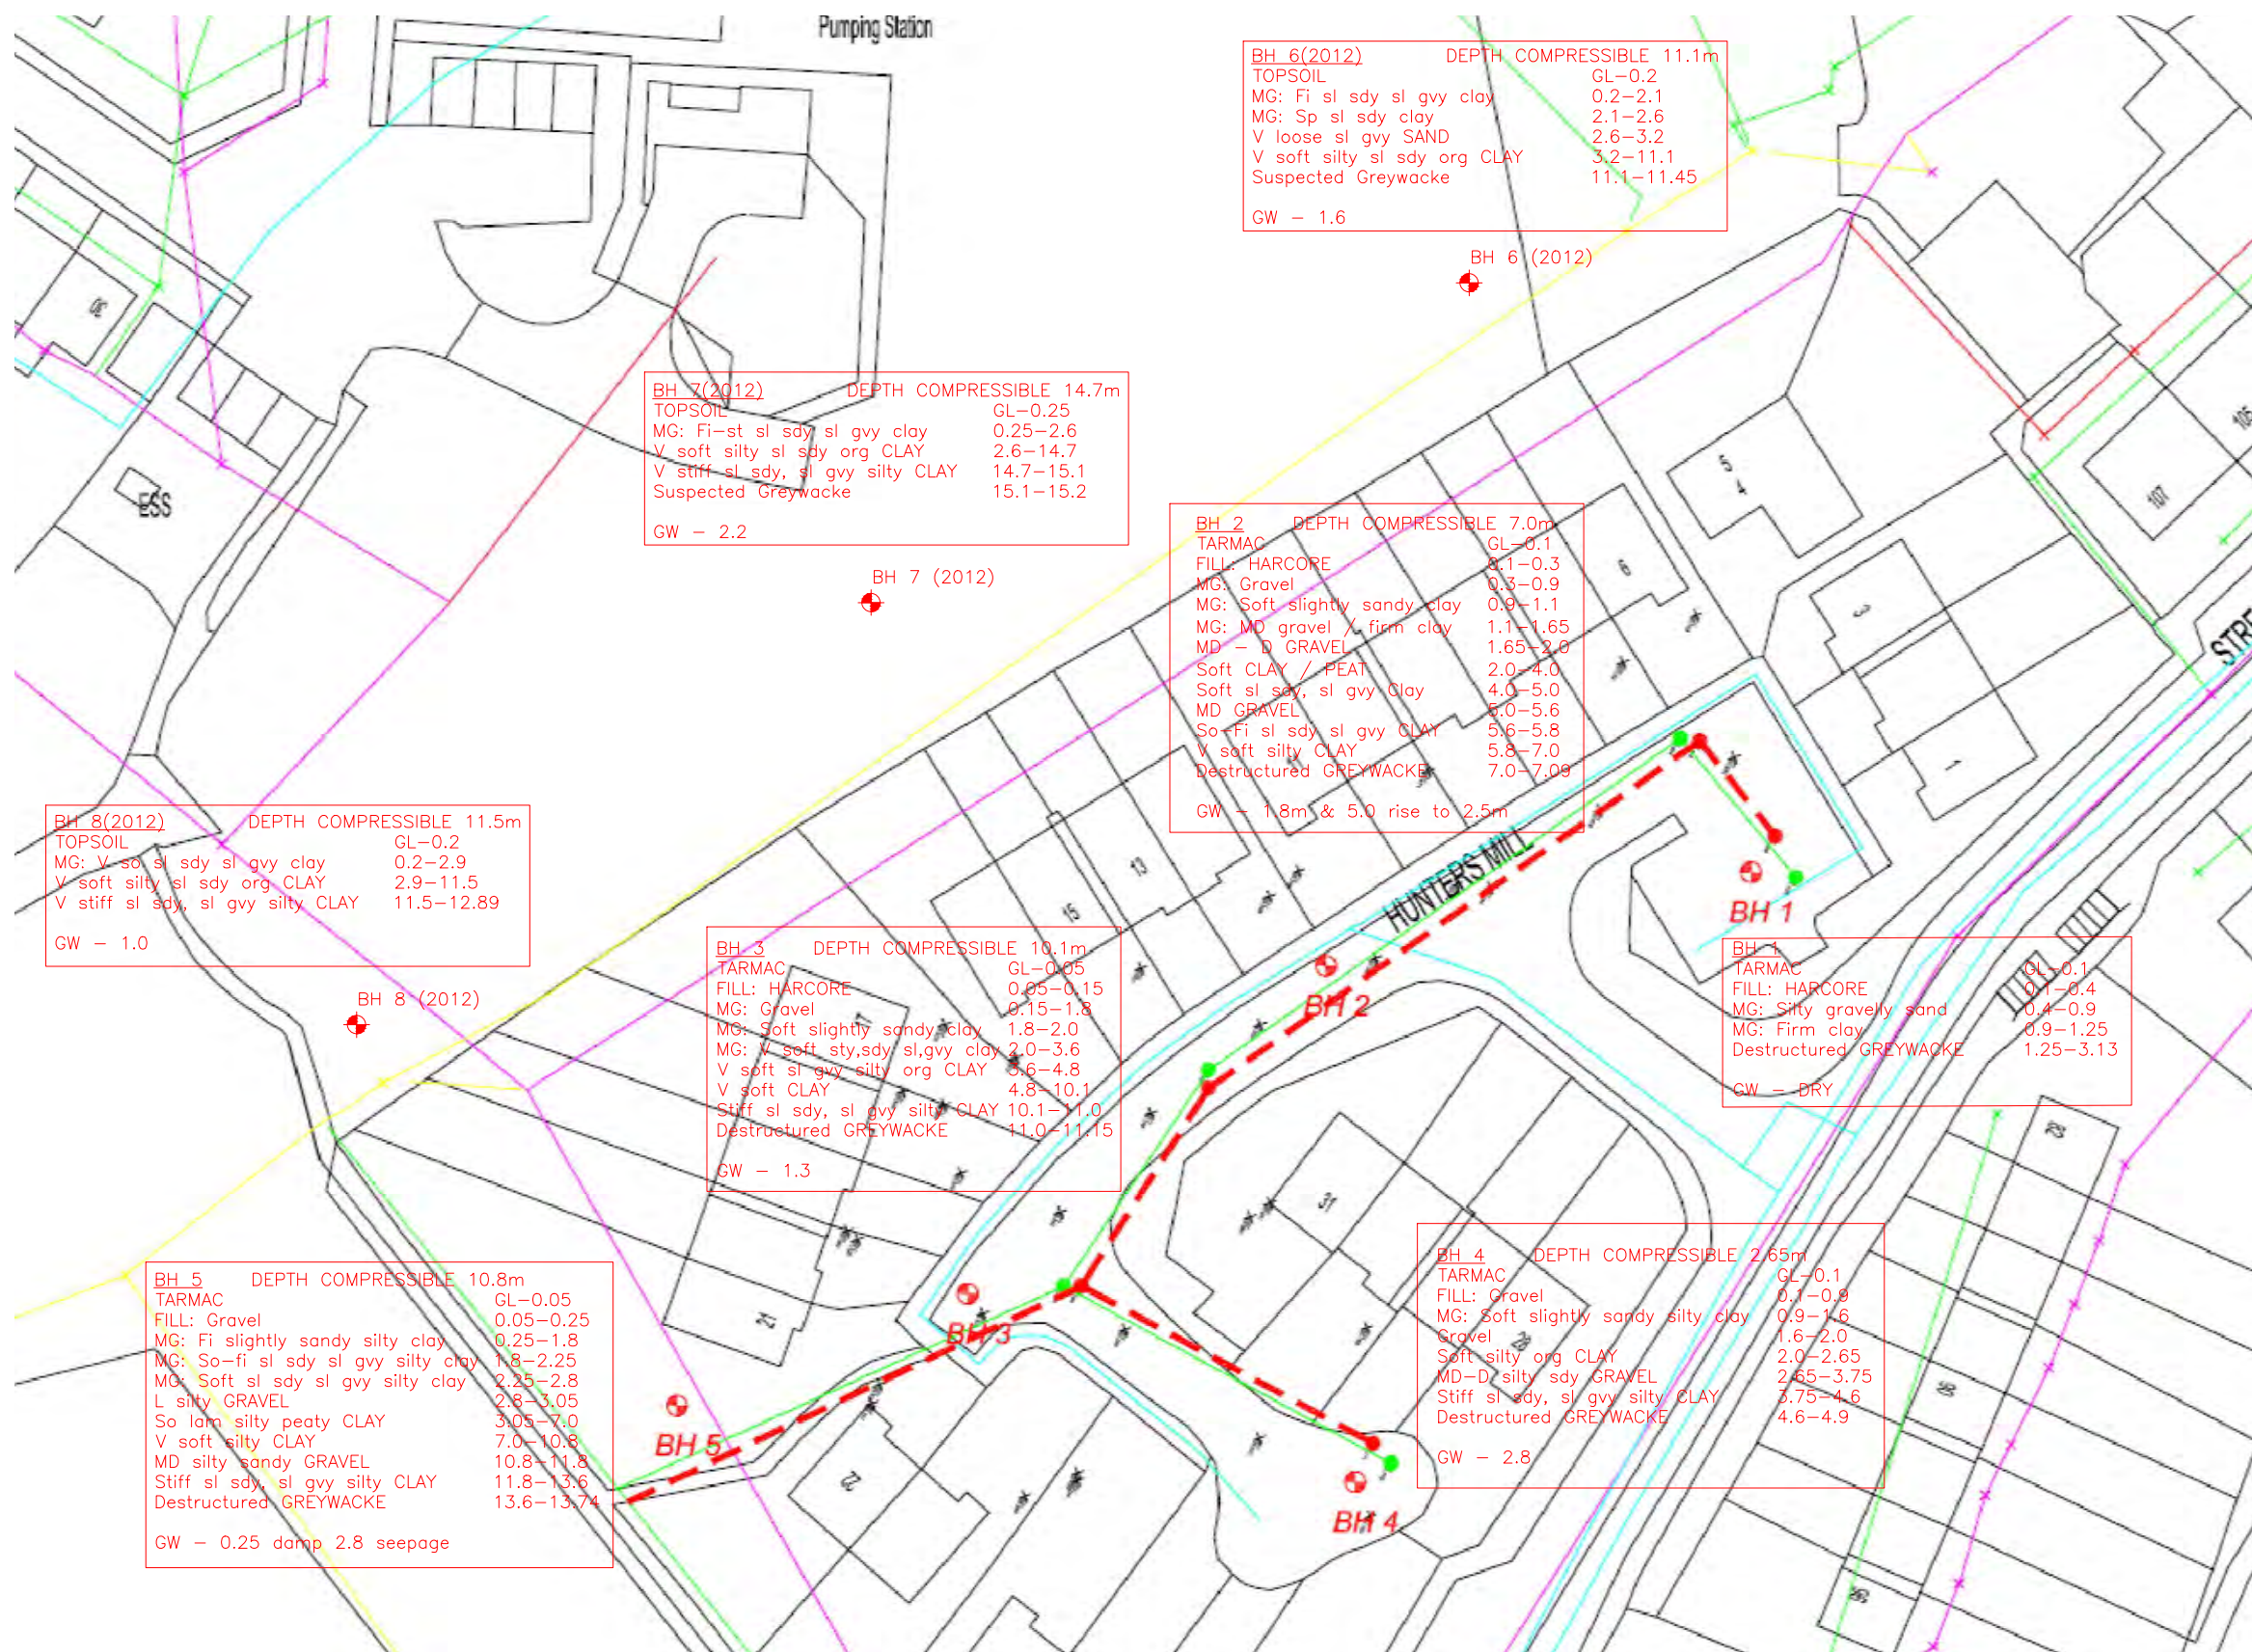 Pumping Station
BH 6(2012) DEPTH COMPRESSIBLE 11.1m
TOPSOIL GL-0.2
MG: Fi sl sdy sl gvy clay 0.2-2.1
MG: Sp sl sdy clay 2.1-2.6
V loose sl gvy SAND 2.6-3.2
V soft silty sl sdy org CLAY 3.2-11.1
Suspected Greywacke 11.1-11.45
GW - 1.6
BH 6 (2012)
30
BH 7(2012) DEPTH COMPRESSIBLE 14.7m
TOPSOIL GL-0.25
MG: Fi-st sl sdy sl gvy clay 0.25-2.6
V soft silty sl sdy org CLAY 2.6-14.7
V stiff sl sdy, sl gvy silty CLAY 14.7-15.1
Suspected Greywacke 15.1-15.2
GW - 2.2
BH 7 (2012)
ESS
105
107
5
4
BH 2 DEPTH COMPRESSIBLE 7.0m
TARMAC GL-0.1
FILL: HARCORE 0.1-0.3
MG: Gravel 0.3-0.9
MG: Soft slightly sandy clay 0.9-1.1
MG: MD gravel / firm clay 1.1-1.65
MD - D GRAVEL 1.65-2.0
Soft CLAY / PEAT 2.0-4.0
Soft sl sdy, sl gvy Clay 4.0-5.0
MD GRAVEL 5.0-5.6
So-Fi sl sdy sl gvy CLAY 5.6-5.8
V soft silty CLAY 5.8-7.0
Destructured GREYWACKE 7.0-7.09
GW - 1.8m & 5.0 rise to 2.5m
6
3
1
STRE
HUNTERS MILL
BH 8(2012) DEPTH COMPRESSIBLE 11.5m
TOPSOIL GL-0.2
MG: V so sl sdy sl gvy clay 0.2-2.9
V soft silty sl sdy org CLAY 2.9-11.5
V stiff sl sdy, sl gvy silty CLAY 11.5-12.89
GW - 1.0
BH 8 (2012)
13
15
17
BH 3 DEPTH COMPRESSIBLE 10.1m
TARMAC GL-0.05
FILL: HARCORE 0.05-0.15
MG: Gravel 0.15-1.8
MG: Soft slightly sandy clay 1.8-2.0
MG: V soft sty,sdy sl,gvy clay 2.0-3.6
V soft sl gvy silty org CLAY 3.6-4.8
V soft CLAY 4.8-10.1
Stiff sl sdy, sl gvy silty CLAY 10.1-11.0
Destructured GREYWACKE 11.0-11.15
GW - 1.3
BH 2
BH 1
BH 1
TARMAC GL-0.1
FILL: HARCORE 0.1-0.4
MG: Silty gravelly sand 0.4-0.9
MG: Firm clay 0.9-1.25
Destructured GREYWACKE 1.25-3.13
GW - DRY
31
29
21
22
BH 4 DEPTH COMPRESSIBLE 2.65m
TARMAC GL-0.1
FILL: Gravel 0.1-0.9
MG: Soft slightly sandy silty clay 0.9-1.6
Gravel 1.6-2.0
Soft silty org CLAY 2.0-2.65
MD-D silty sdy GRAVEL 2.65-3.75
Stiff sl sdy, sl gvy silty CLAY 3.75-4.6
Destructured GREYWACKE 4.6-4.9
GW - 2.8
BH 5 DEPTH COMPRESSIBLE 10.8m
TARMAC GL-0.05
FILL: Gravel 0.05-0.25
MG: Fi slightly sandy silty clay 0.25-1.8
MG: So-fi sl sdy sl gvy silty clay 1.8-2.25
MG: Soft sl sdy sl gvy silty clay 2.25-2.8
L silty GRAVEL 2.8-3.05
So lam silty peaty CLAY 3.05-7.0
V soft silty CLAY 7.0-10.8
MD silty sandy GRAVEL 10.8-11.8
Stiff sl sdy, sl gvy silty CLAY 11.8-13.6
Destructured GREYWACKE 13.6-13.74
GW - 0.25 damp 2.8 seepage
BH 3
BH 5
BH 4